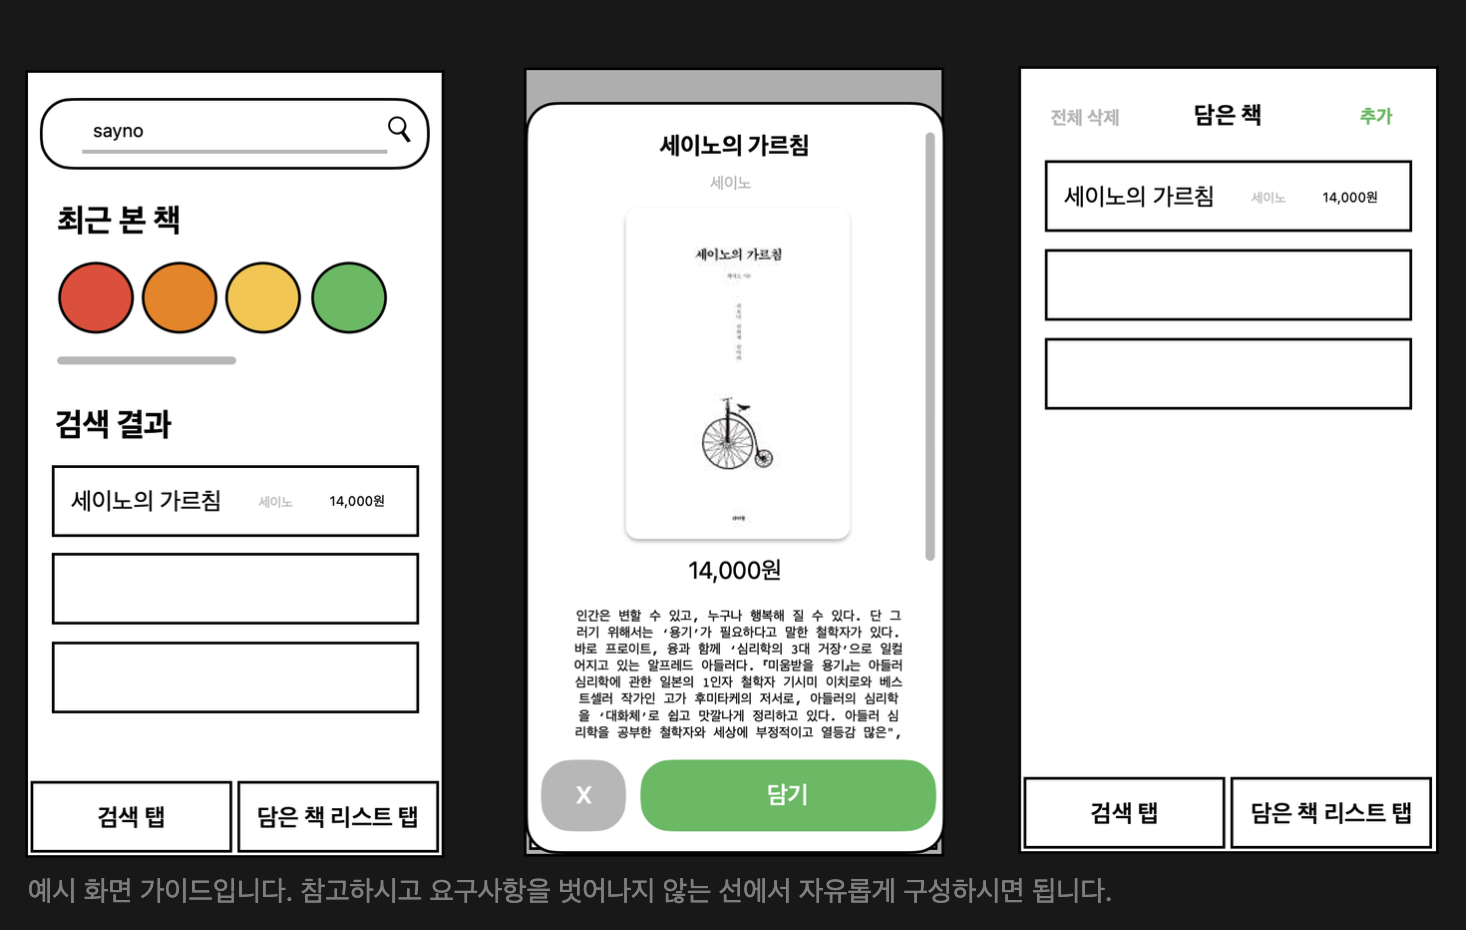 sayno
최근 본 책
검색 결과
세이노의 가르침 세이노 14,000원
검색 탭 담은 책 리스트 탭
세이노의 가르침
세이노
세이노의 가르침
14,000원
인간은 변할 수 있고, 누구나 행복해 질 수 있다. 단 그
러기 위해서는 ‘용기’가 필요하다고 말한 철학자가 있다.
바로 프로이트, 융과 함께 ‘심리학의 3대 거장’으로 일컬
어지고 있는 알프레드 아들러다. 『미움받을 용기』는 아들러
심리학에 관한 일본의 1인자 철학자 기시미 이치로와 베스
트셀러 작가인 고가 후미타케의 저서로, 아들러의 심리학
을 ‘대화체’로 쉽고 맛깔나게 정리하고 있다. 아들러 심
리학을 공부한 철학자와 세상에 부정적이고 열등감 많은",
X 담기
전체 삭제 담은 책 추가
세이노의 가르침 세이노 14,000원
검색 탭 담은 책 리스트 탭
예시 화면 가이드입니다. 참고하시고 요구사항을 벗어나지 않는 선에서 자유롭게 구성하시면 됩니다.